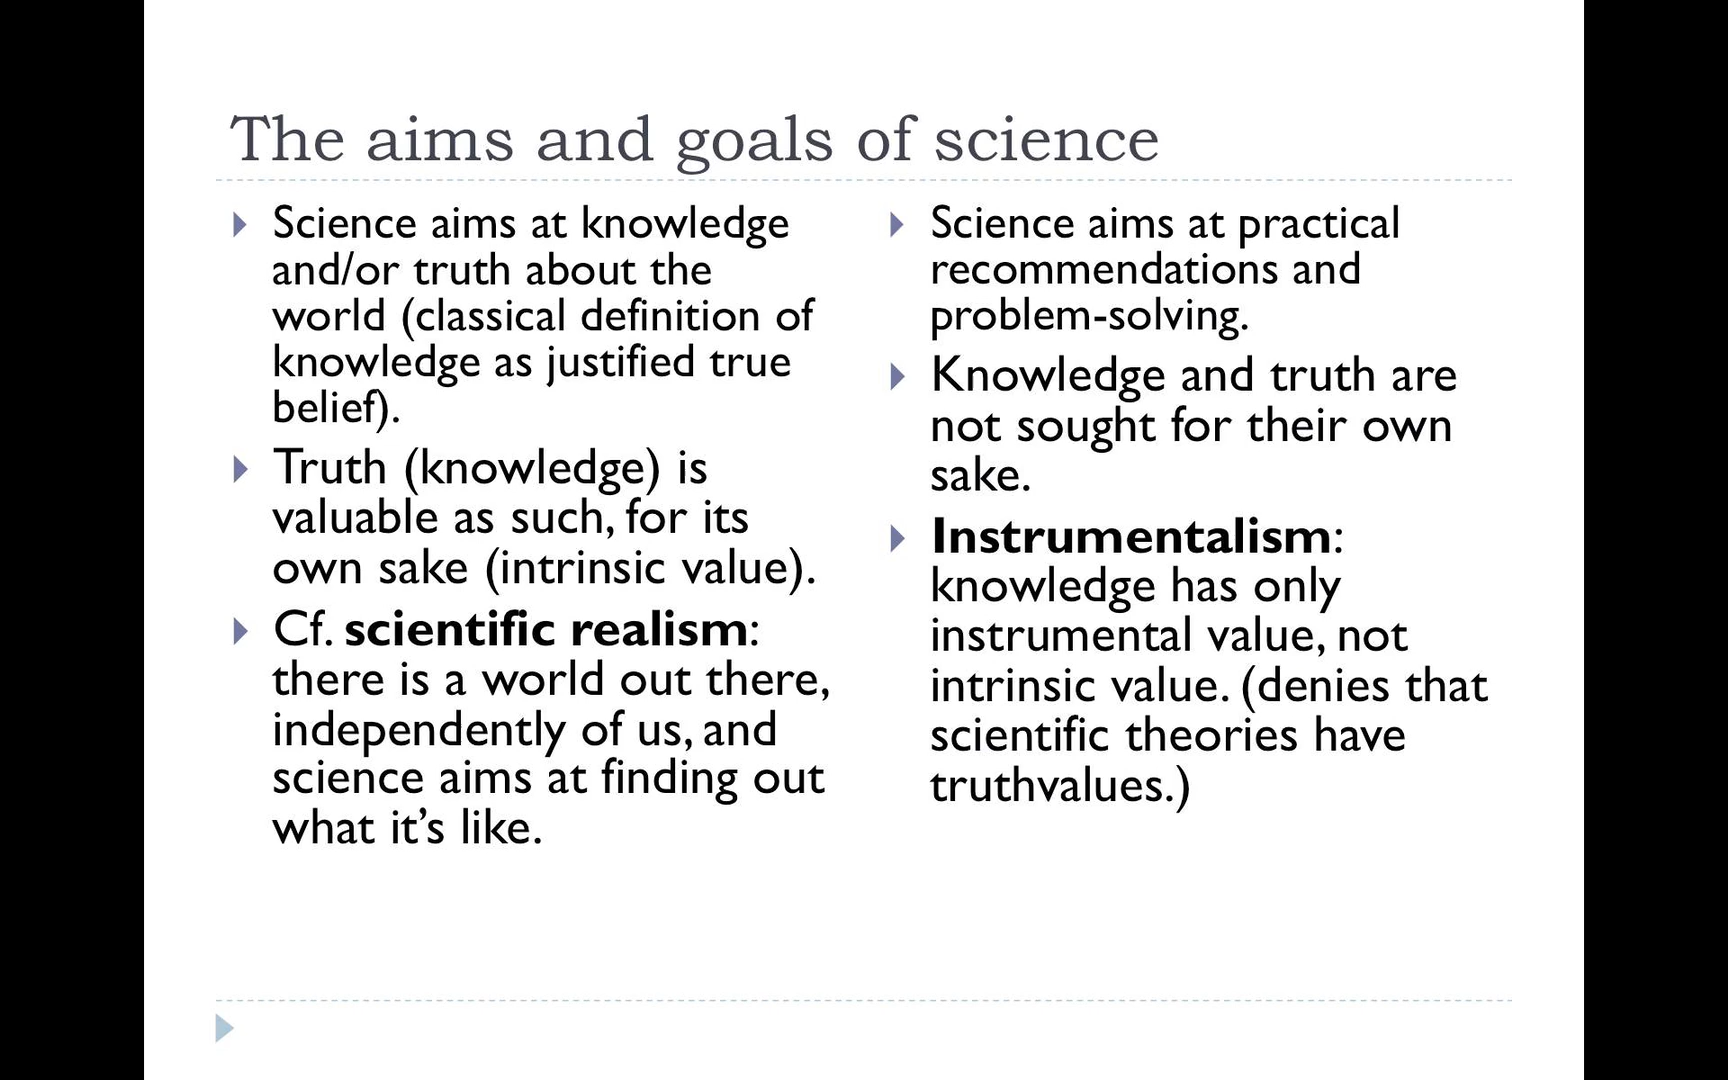 The aims and goals of science
Science aims at knowledge
and/or truth about the
world (classical definition of
knowledge as justified true
belief).
Truth (knowledge) is
valuable as such, for its
own sake (intrinsic value).
Cf. scientific realism:
there is a world out there,
independently of us, and
science aims at finding out
what it’s like.
Science aims at practical
recommendations and
problem-solving.
Knowledge and truth are
not sought for their own
sake.
Instrumentalism:
knowledge has only
instrumental value, not
intrinsic value. (denies that
scientific theories have
truthvalues.)